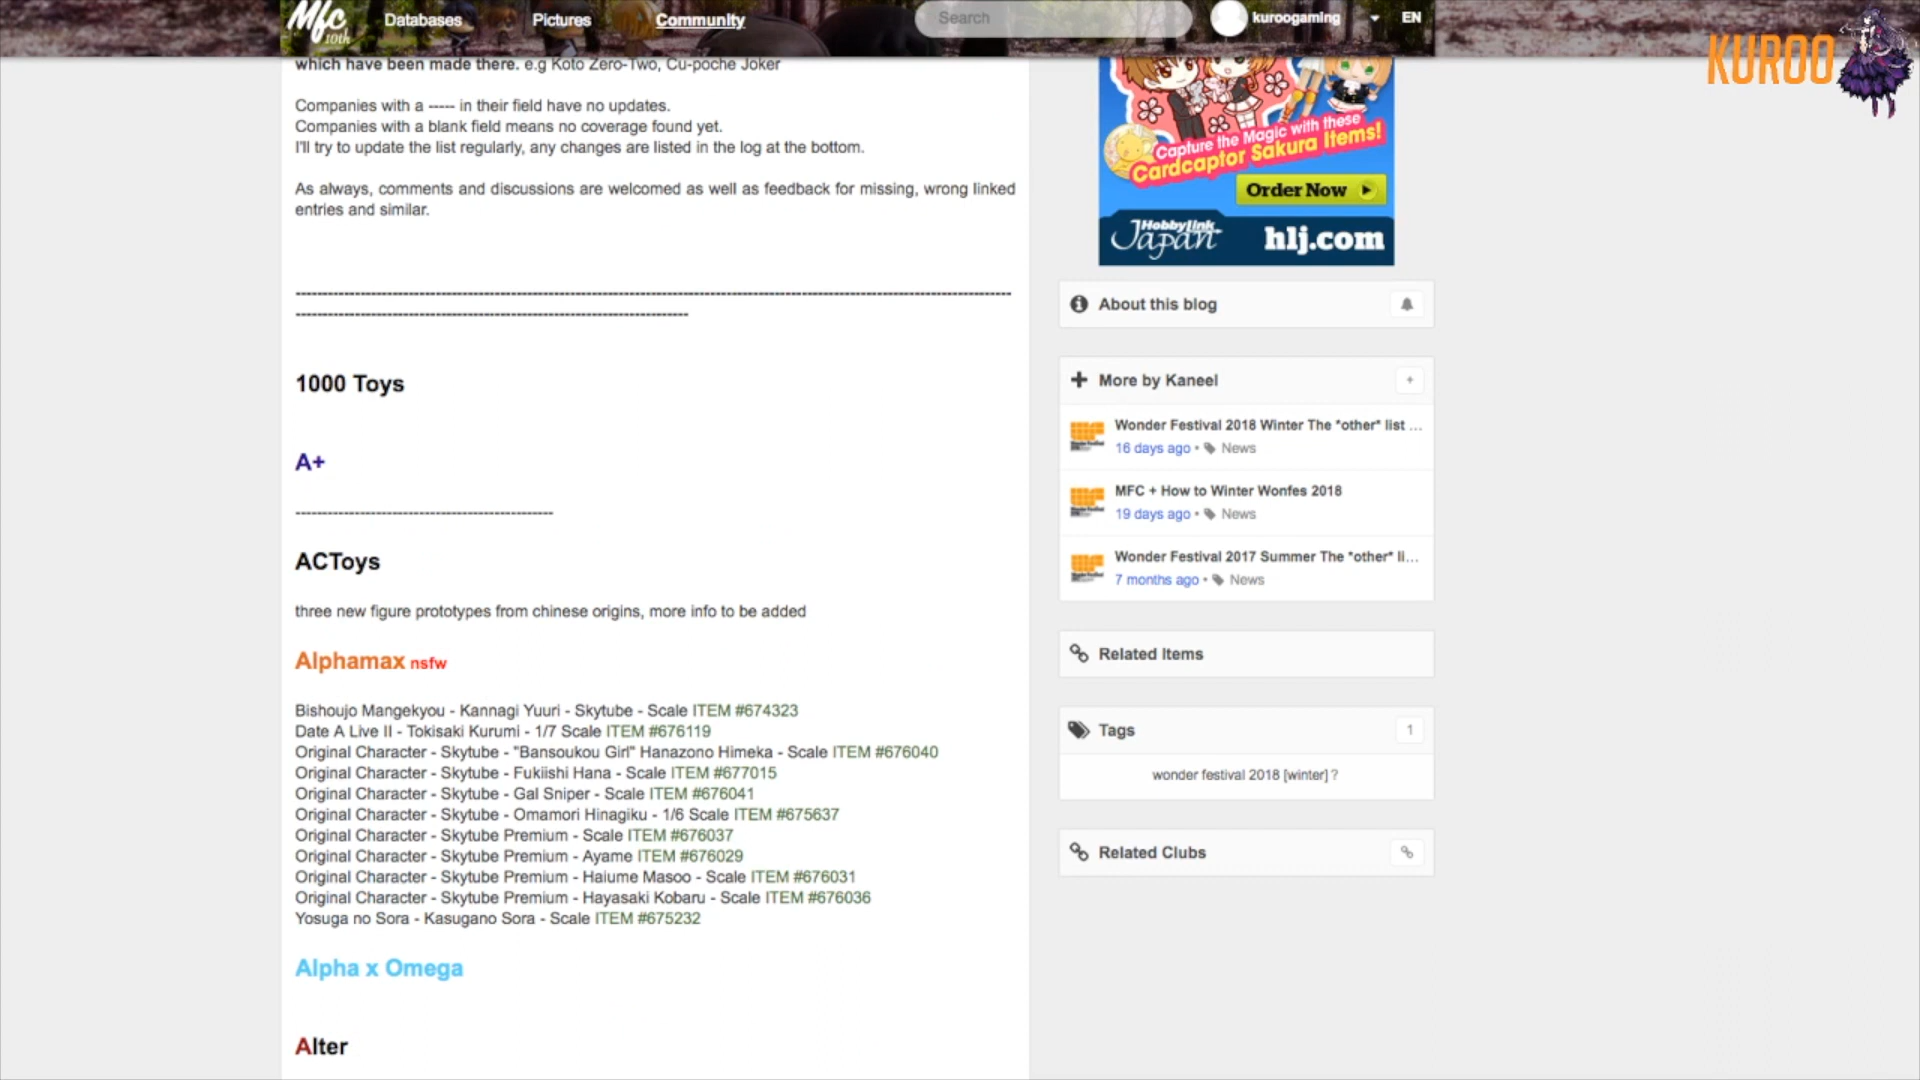 Mfc
10th
Databases
Pictures
Community
Search
kuroogaming
EN
KUROO
which have been made there. e.g Koto Zero-Two, Cu-poche Joker
Companies with a ----- in their field have no updates.
Companies with a blank field means no coverage found yet.
I'll try to update the list regularly, any changes are listed in the log at the bottom.
As always, comments and discussions are welcomed as well as feedback for missing, wrong linked
entries and similar.
1000 Toys
A+
------------------------------------------------
ACToys
three new figure prototypes from chinese origins, more info to be added
Alphamax nsfw
Bishoujo Mangekyou - Kannagi Yuuri - Skytube - Scale ITEM #674323
Date A Live II - Tokisaki Kurumi - 1/7 Scale ITEM #676119
Original Character - Skytube - "Bansoukou Girl" Hanazono Himeka - Scale ITEM #676040
Original Character - Skytube - Fukiishi Hana - Scale ITEM #677015
Original Character - Skytube - Gal Sniper - Scale ITEM #676041
Original Character - Skytube - Omamori Hinagiku - 1/6 Scale ITEM #675637
Original Character - Skytube Premium - Scale ITEM #676037
Original Character - Skytube Premium - Ayame ITEM #676029
Original Character - Skytube Premium - Haiume Masoo - Scale ITEM #676031
Original Character - Skytube Premium - Hayasaki Kobaru - Scale ITEM #676036
Yosuga no Sora - Kasugano Sora - Scale ITEM #675232
Alpha x Omega
Alter
Capture the Magic with these
Cardcaptor Sakura Items!
Order Now
HobbyLink
Japan
hlj.com
About this blog
More by Kaneel
+
Wonder Festival 2018 Winter The *other* list ...
16 days ago • News
MFC + How to Winter Wonfes 2018
19 days ago • News
Wonder Festival 2017 Summer The *other* li...
7 months ago • News
Related Items
Tags
1
wonder festival 2018 [winter] ?
Related Clubs